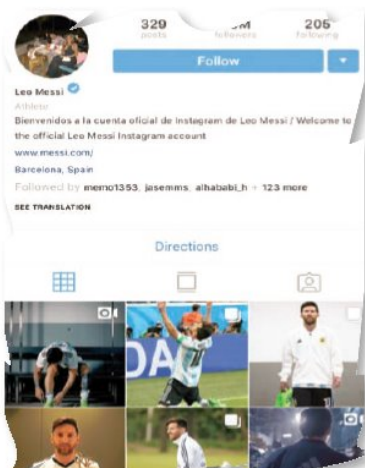 329 M 205
posts followers following
Follow
Leo Messi
Athlete
Bienvenidos a la cuenta oficial de Instagram de Leo Messi / Welcome to
the official Leo Messi Instagram account
www.messi.com/
Barcelona, Spain
Followed by memo1353, jasemms, alhababi_h + 123 more
SEE TRANSLATION
Directions
DA
10